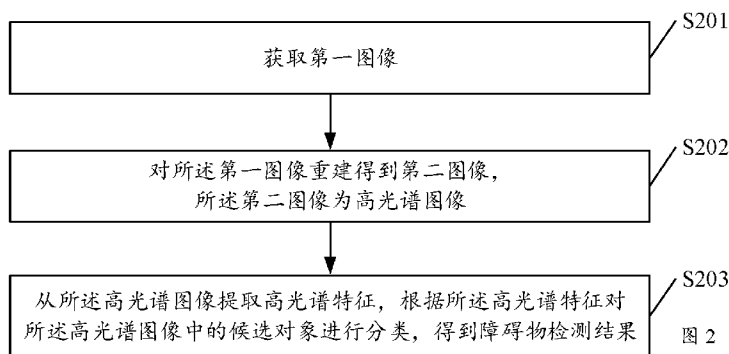 S201
获取第一图像
S202
对所述第一图像重建得到第二图像，
所述第二图像为高光谱图像
S203
从所述高光谱图像提取高光谱特征，根据所述高光谱特征对
所述高光谱图像中的候选对象进行分类，得到障碍物检测结果
图 2